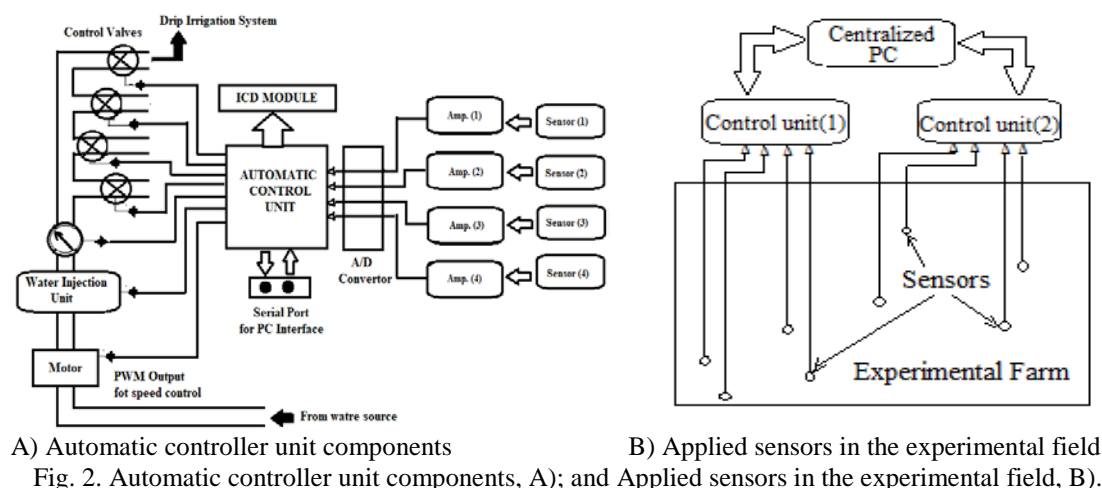 Drip Irrigation System
Control Valves
ICD MODULE
Amp. (1)
Sensor (1)
Amp. (2)
Sensor (2)
AUTOMATIC
CONTROL
UNIT
Amp. (3)
Sensor (3)
Amp. (4)
Sensor (4)
A/D
Convertor
Water Injection
Unit
Serial Port
for PC Interface
Motor
PWM Output
fot speed control
From watre source
Centralized
PC
Control unit(1)
Control unit(2)
Sensors
Experimental Farm
A) Automatic controller unit components
B) Applied sensors in the experimental field
Fig. 2. Automatic controller unit components, A); and Applied sensors in the experimental field, B).